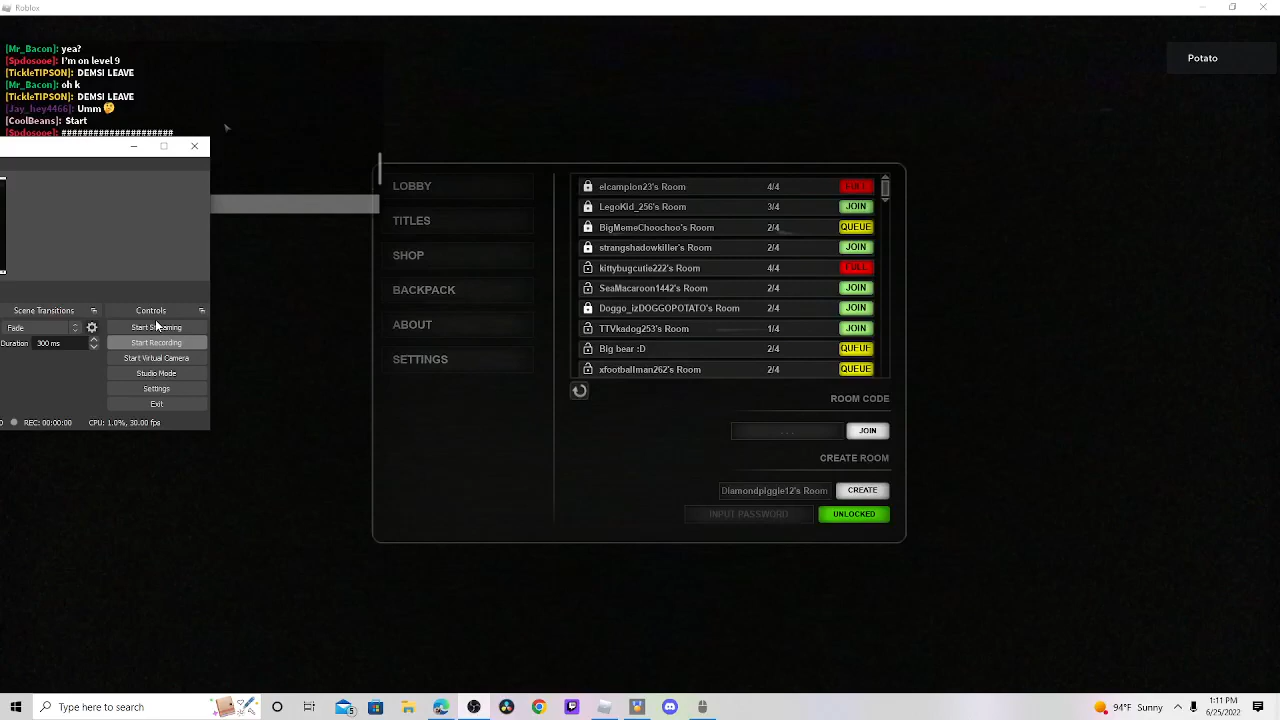 Roblox
[Mr_Bacon]: yea?
[Spdosooe]: I'm on level 9
[TickleTIPSON]: DEMSI LEAVE
[Mr_Bacon]: oh k
[TickleTIPSON]: DEMSI LEAVE
[Jay_hey4466]: Umm 🤔
[CoolBeans]: Start
[Spdosooe]: #####################
Potato
LOBBY
TITLES
SHOP
BACKPACK
ABOUT
SETTINGS
elcampion23's Room 4/4 FULL
LegoKid_256's Room 3/4 JOIN
BigMemeChoochoo's Room 2/4 QUEUE
strangshadowkiller's Room 2/4 JOIN
kittybugcutie222's Room 4/4 FULL
SeaMacaroon1442's Room 2/4 JOIN
Doggo_izDOGGOPOTATO's Room 2/4 JOIN
TTVkadog253's Room 1/4 JOIN
Big bear :D 2/4 QUEUE
xfootballman262's Room 2/4 QUEUE
ROOM CODE
... JOIN
CREATE ROOM
Diamondpiggie12's Room CREATE
INPUT PASSWORD UNLOCKED
Scene Transitions Controls
Fade Start Streaming
Duration 300 ms Start Recording
Start Virtual Camera
Studio Mode
Settings
Exit
REC: 00:00:00 CPU: 1.0%, 30.00 fps
Type here to search
94°F Sunny
1:11 PM
6/25/2022